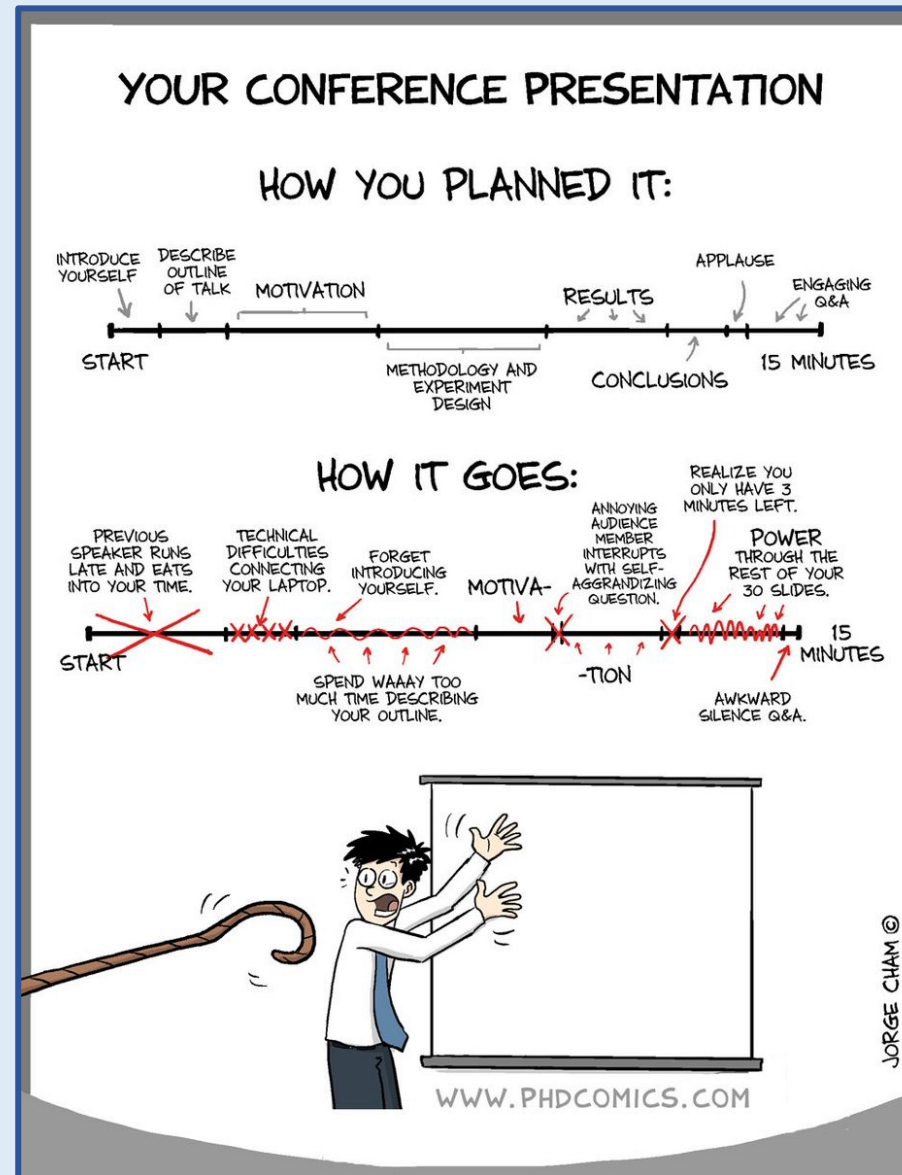 YOUR CONFERENCE PRESENTATION
HOW YOU PLANNED IT:
INTRODUCE
YOURSELF
DESCRIBE
OUTLINE
OF TALK
MOTIVATION
METHODOLOGY AND
EXPERIMENT
DESIGN
RESULTS
CONCLUSIONS
APPLAUSE
ENGAGING
Q&A
START
15 MINUTES
HOW IT GOES:
PREVIOUS
SPEAKER RUNS
LATE AND EATS
INTO YOUR TIME.
TECHNICAL
DIFFICULTIES
CONNECTING
YOUR LAPTOP.
FORGET
INTRODUCING
YOURSELF.
SPEND WAAAY TOO
MUCH TIME DESCRIBING
YOUR OUTLINE.
MOTIVA-
ANNOYING
AUDIENCE
MEMBER
INTERRUPTS
WITH SELF-
AGGRANDIZING
QUESTION.
-TION
REALIZE YOU
ONLY HAVE 3
MINUTES LEFT.
POWER
THROUGH THE
REST OF YOUR
30 SLIDES.
AWKWARD
SILENCE Q&A.
START
15
MINUTES
JORGE CHAM ©
WWW.PHDCOMICS.COM